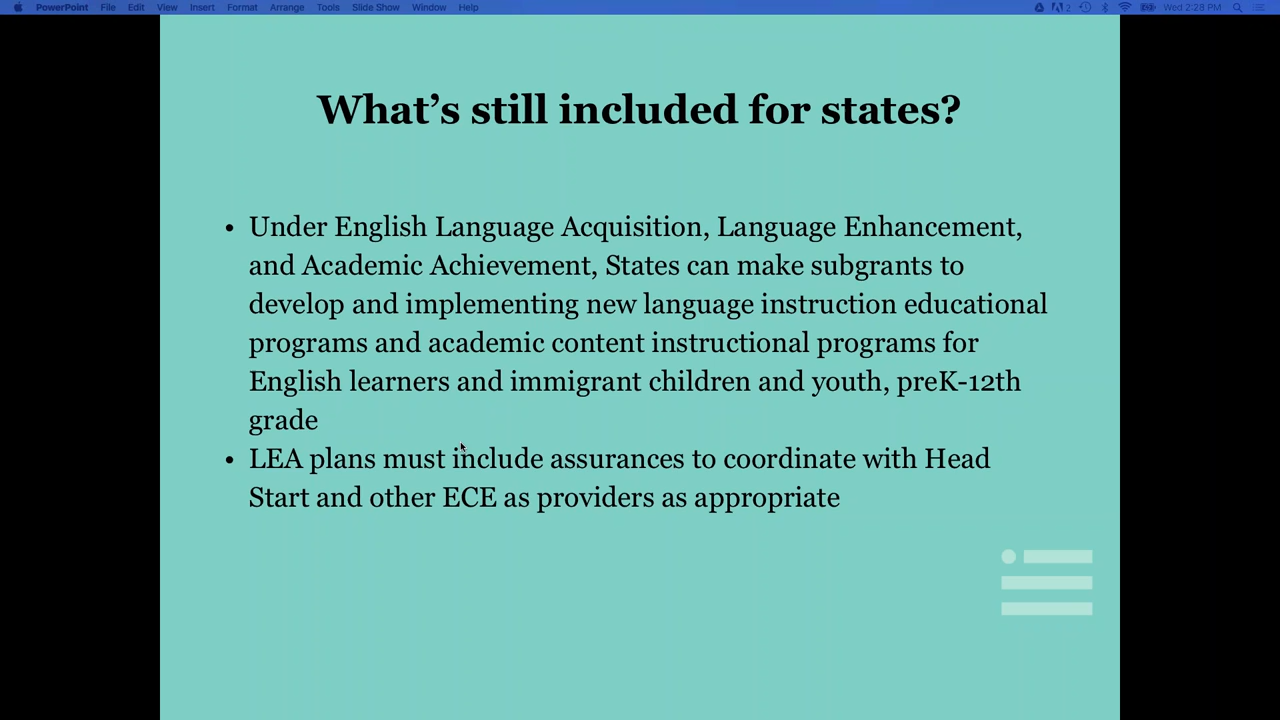 PowerPoint File Edit View Insert Format Arrange Tools Slide Show Window Help 2 Wed 2:28 PM
What’s still included for states?
• Under English Language Acquisition, Language Enhancement,
and Academic Achievement, States can make subgrants to
develop and implementing new language instruction educational
programs and academic content instructional programs for
English learners and immigrant children and youth, preK-12th
grade
• LEA plans must include assurances to coordinate with Head
Start and other ECE as providers as appropriate